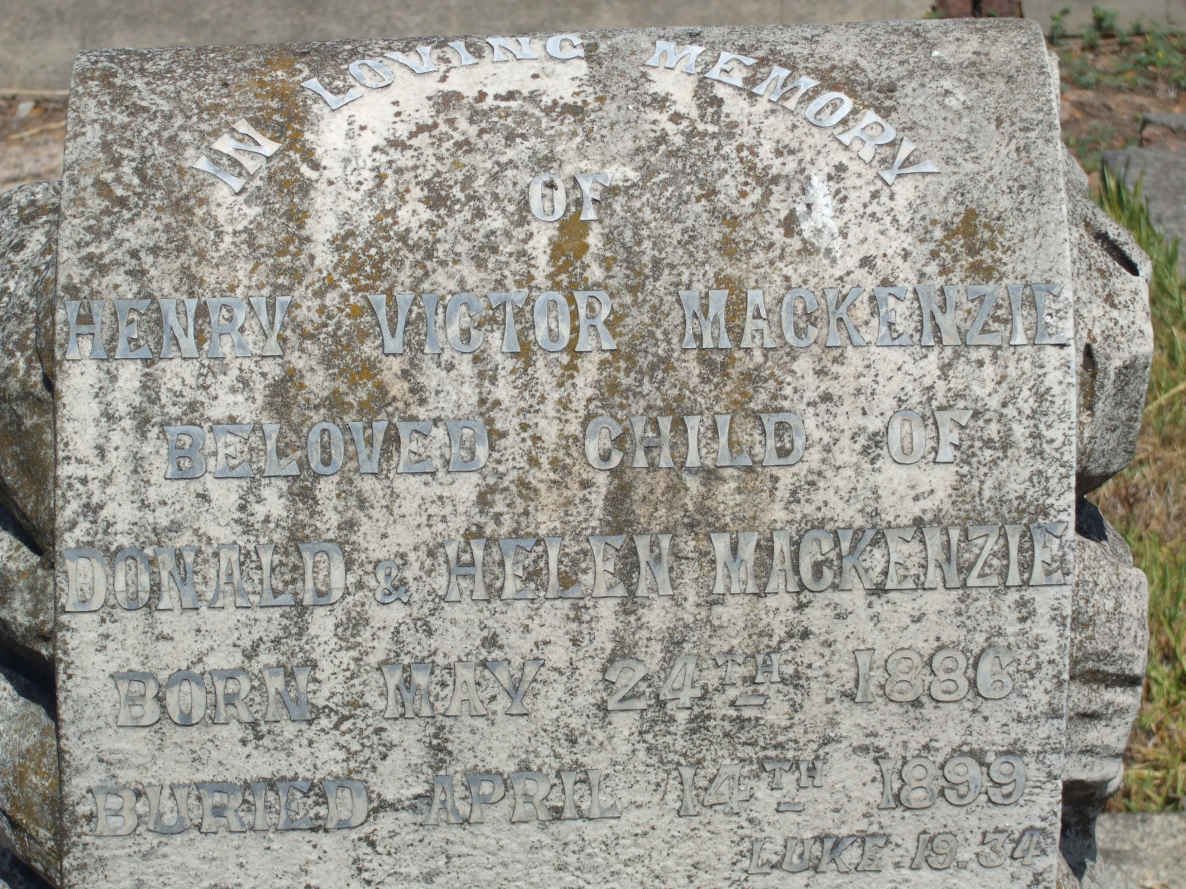 IN LOVING MEMORY
OF
HENRY VICTOR MACKENZIE
BELOVED CHILD OF
DONALD & HELEN MACKENZIE
BORN MAY 24TH 1886
BURIED APRIL 14TH 1899
LUKE 19.34